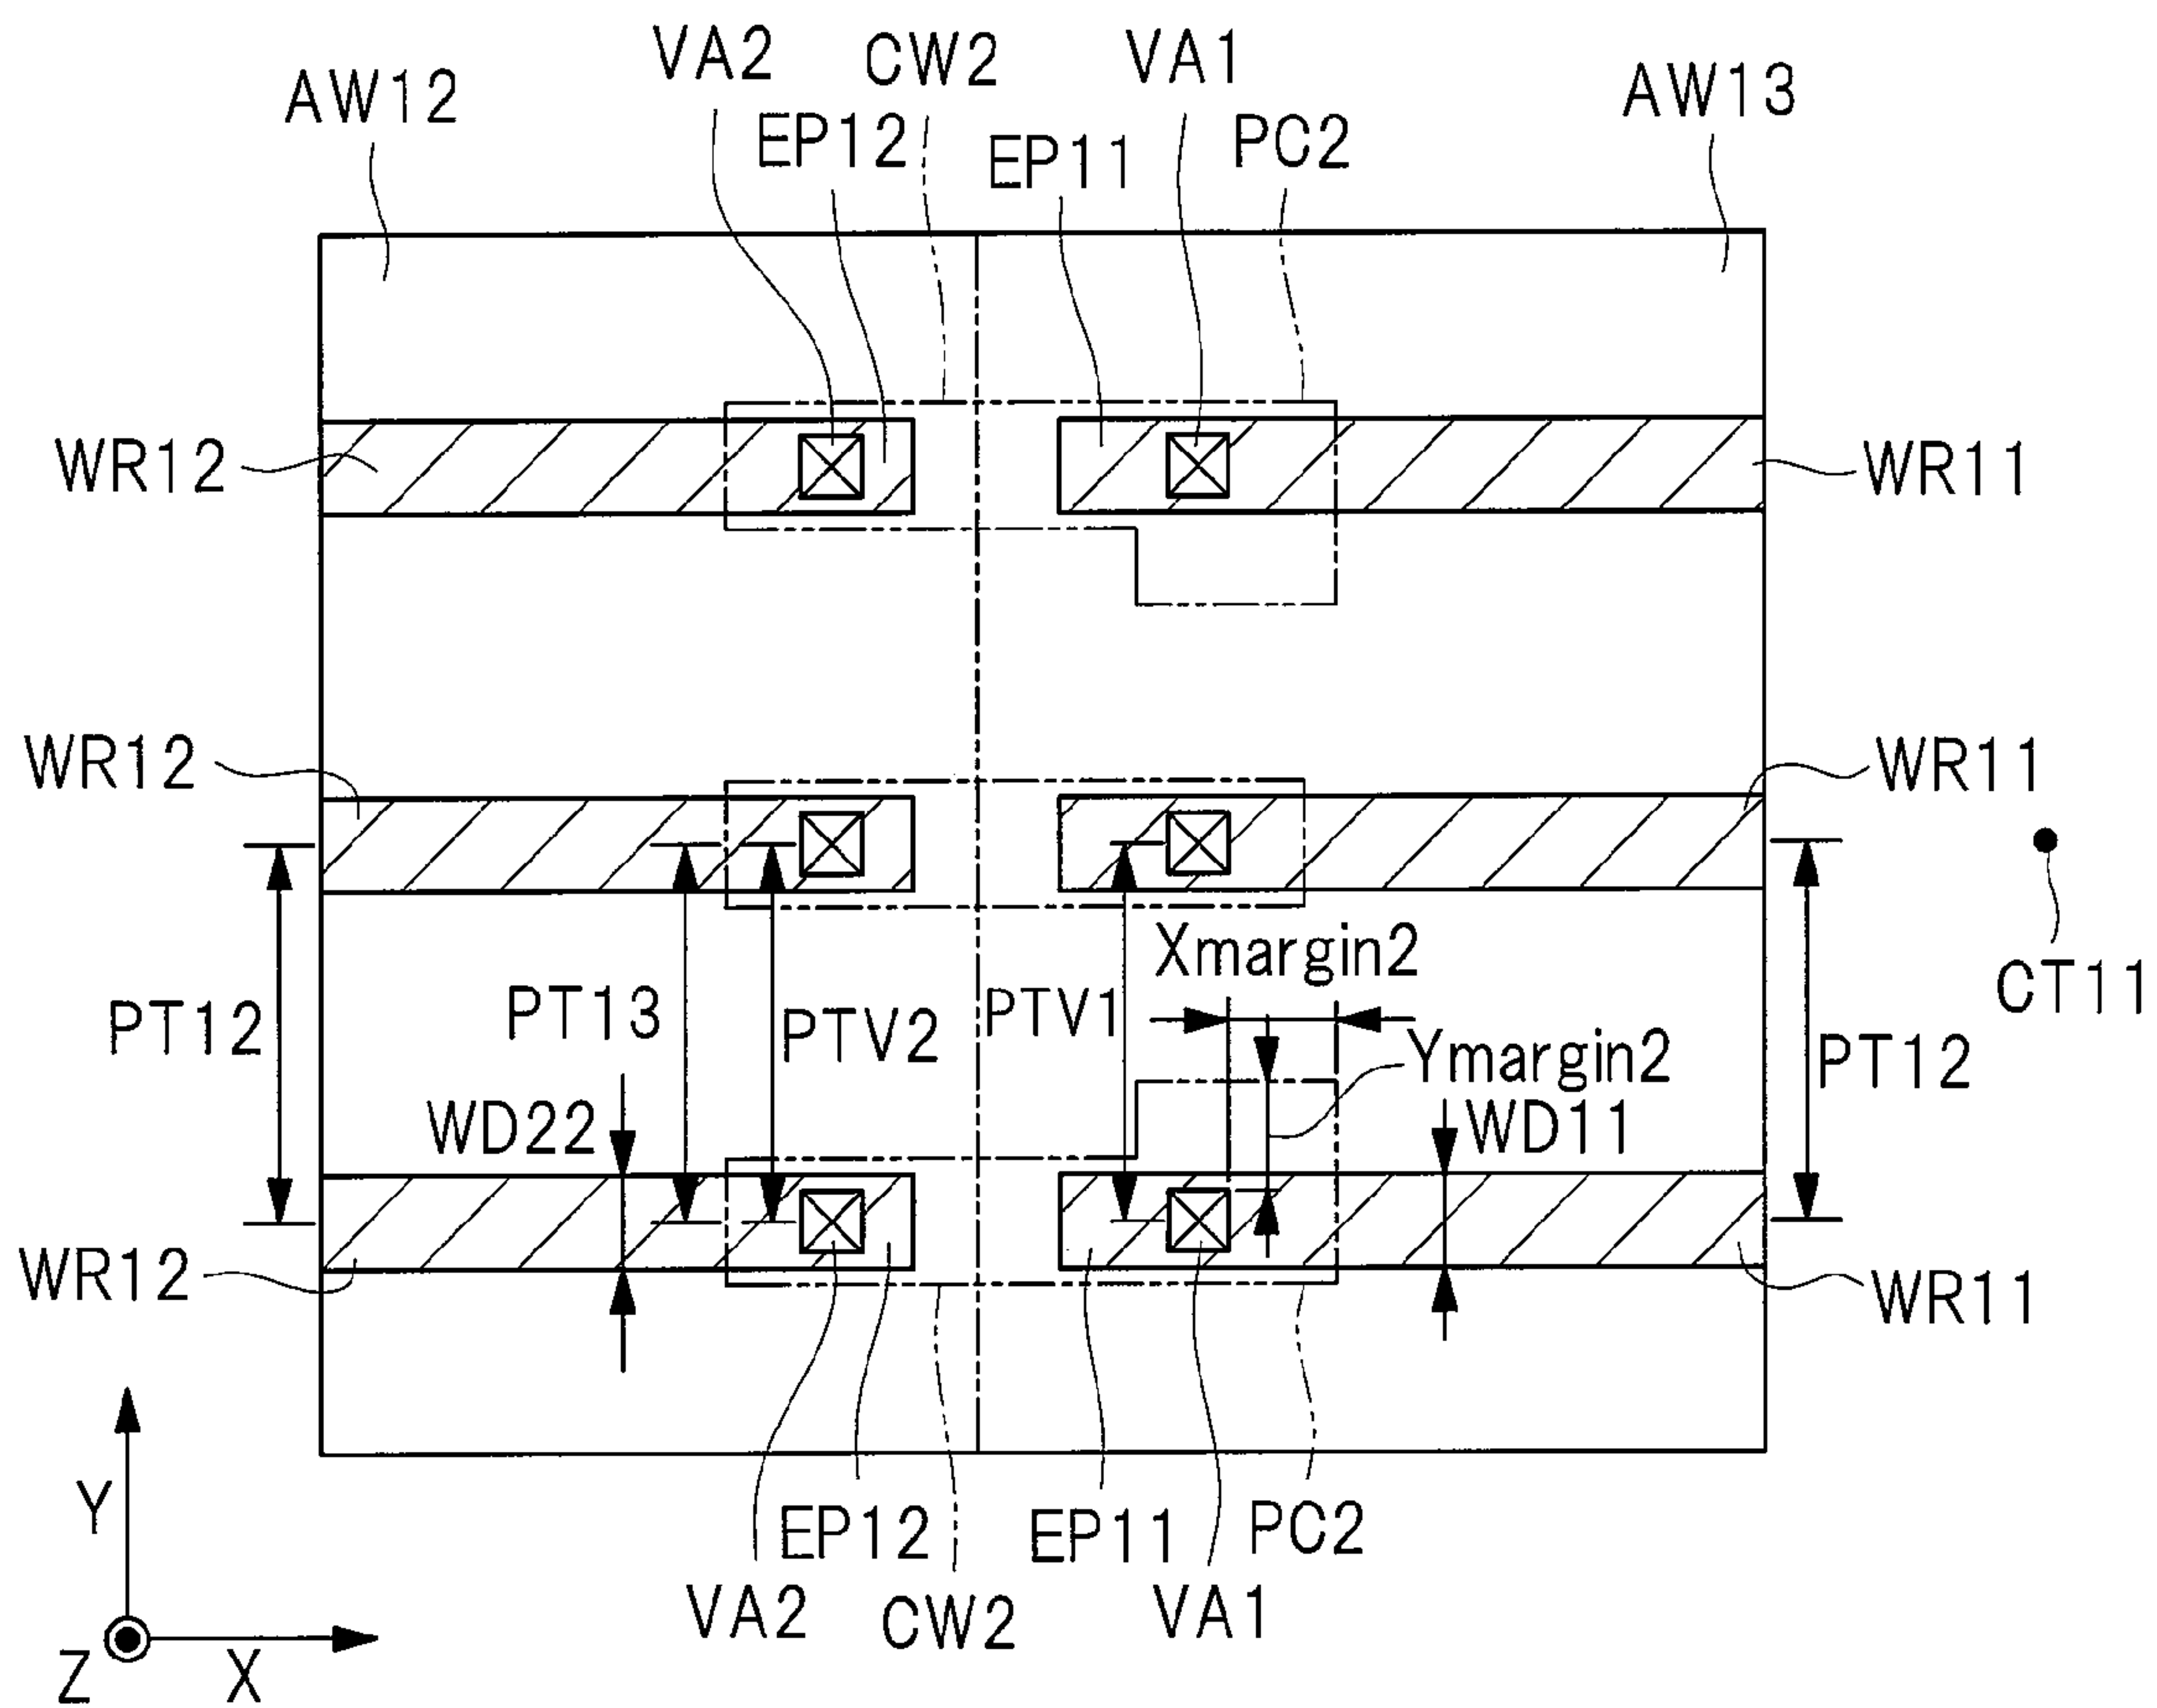 VA2 CW2 VA1
AW12 AW13
EP12 EP11 PC2
WR12 WR11
WR12 WR11
Xmargin2
CT11
PT12 PT13 PTV2 PTV1 Ymargin2 PT12
WD22 WD11
WR12 WR11
Y
EP12 EP11 PC2
VA2 CW2 VA1
Z X